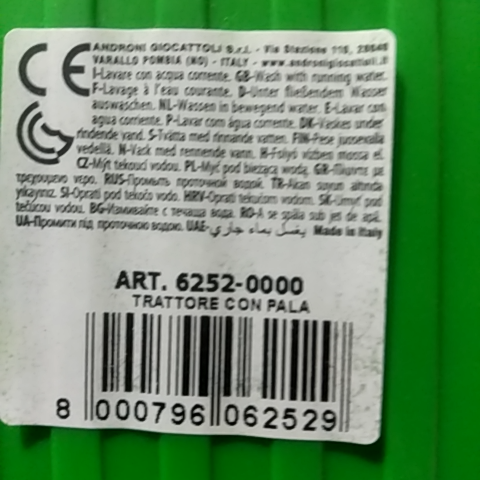 ANDRONI GIOCATTOLI S.r.l. - Via Stazione 110, 28040
VARALLO POMBIA (NO) - ITALY - www.andronigiocattoli.it
I-Lavare con acqua corrente. GB-Wash with running water.
F-Lavage à l'eau courante. D-Unter fließendem Wasser
auswaschen. NL-Wassen in bewegend water. E-Lavar con
agua corriente. P-Lavar com água corrente. DK-Vaskes under
rindende vand. S-Tvätta med rinnande vatten. FIN-Pese juoksevalla
vedellä. N-Vask med rennende vann. H-Folyó vízben mossa el.
CZ-Mýt tekoucí vodou. PL-Myć pod bieżącą wodą. GR-Πλύνετε με
τρεχούμενο νερό. RUS-Промыть проточной водой. TR-Akan suyun altında
yıkayınız. SI-Oprati pod tekočo vodo. HRV-Oprati tekućom vodom. SK-Umyť pod
tečúcou vodou. BG-Измивайте с течаща вода. RO-A se spăla sub jet de apă.
UA-Промити під проточною водою. UAE-يغسل بماء جاري Made in Italy
ART. 6252-0000
TRATTORE CON PALA
8 000796 062529